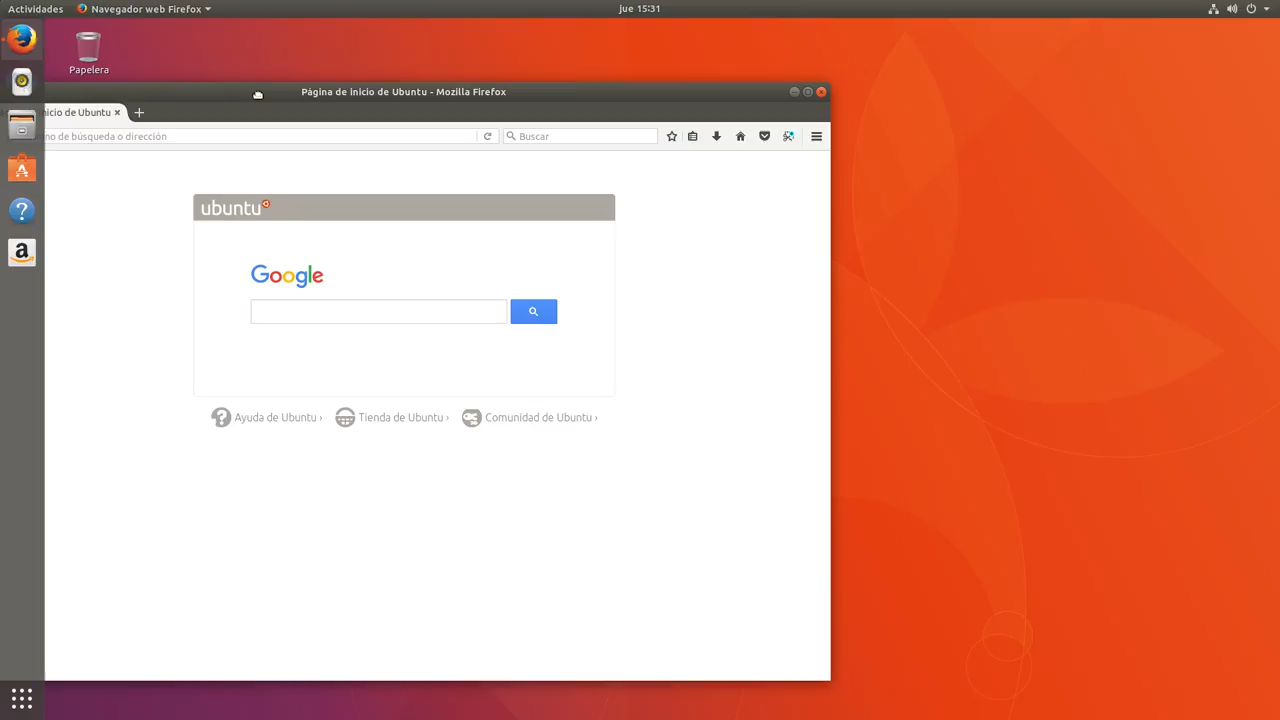 Actividades
Navegador web Firefox
jue 15:31
Papelera
Página de inicio de Ubuntu - Mozilla Firefox
nicio de Ubuntu
no de búsqueda o dirección
Buscar
ubuntu
Google
Ayuda de Ubuntu ›
Tienda de Ubuntu ›
Comunidad de Ubuntu ›